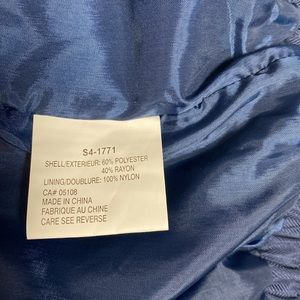 S4-1771
SHELL/EXTERIEUR: 60% POLYESTER
40% RAYON
LINING/DOUBLURE: 100% NYLON
CA# 05108
MADE IN CHINA
FABRIQUE AU CHINE
CARE SEE REVERSE